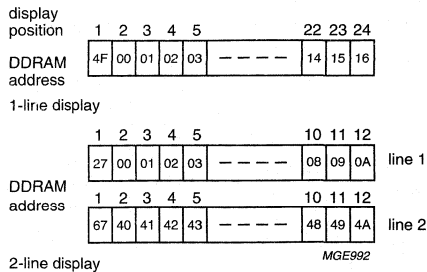 display
position
1 2 3 4 5 22 23 24
DDRAM
address
4F 00 01 02 03 14 15 16
1-line display
1 2 3 4 5 10 11 12
27 00 01 02 03 08 09 0A line 1
DDRAM
address
1 2 3 4 5 10 11 12
67 40 41 42 43 48 49 4A line 2
MGE992
2-line display